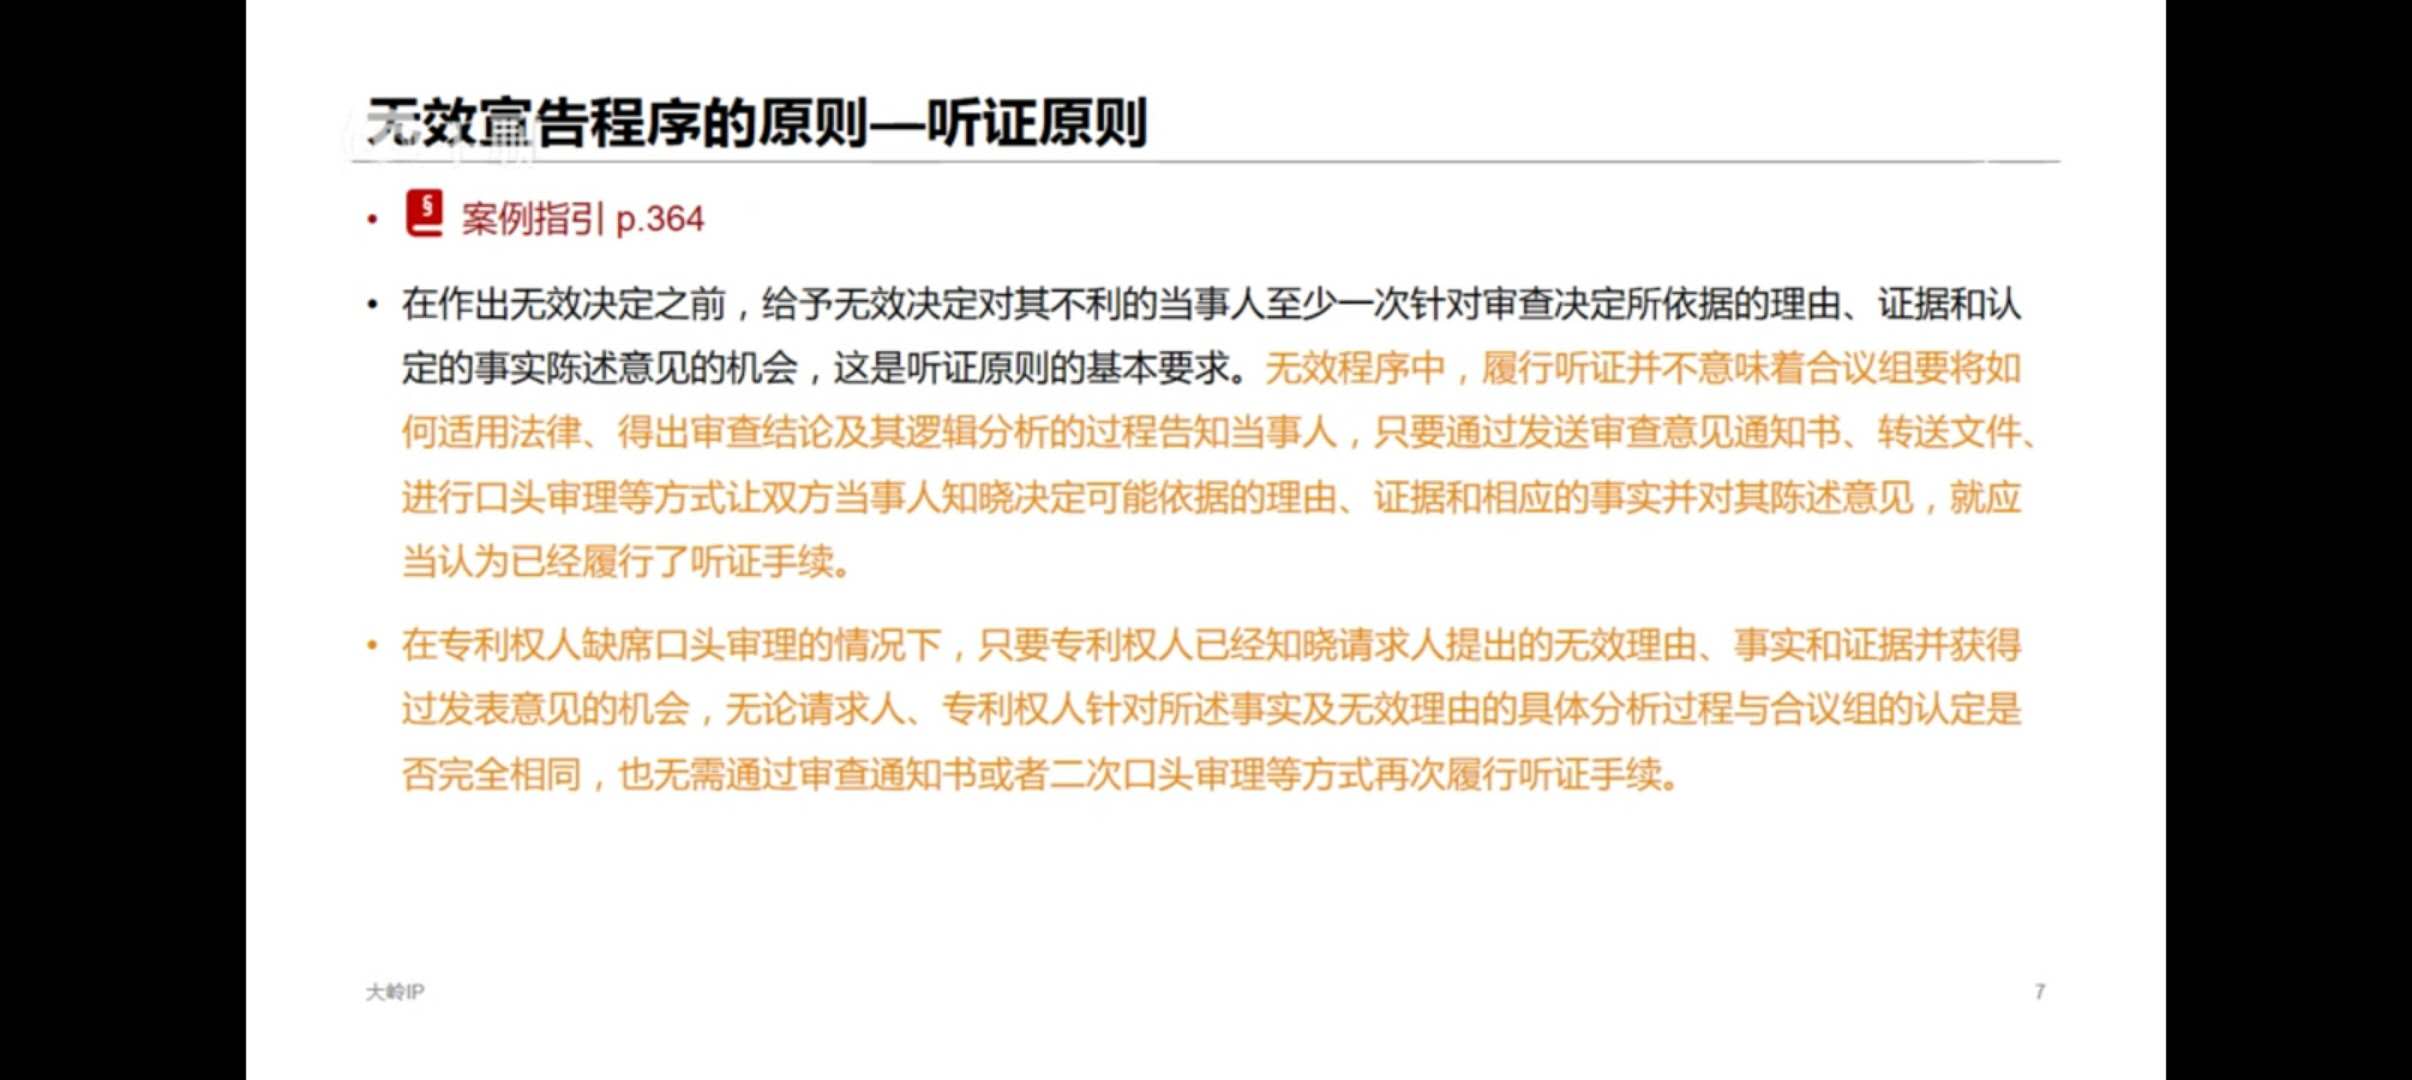 无效宣告程序的原则—听证原则
• § 案例指引 p.364
• 在作出无效决定之前，给予无效决定对其不利的当事人至少一次针对审查决定所依据的理由、证据和认
定的事实陈述意见的机会，这是听证原则的基本要求。无效程序中，履行听证并不意味着合议组要将如
何适用法律、得出审查结论及其逻辑分析的过程告知当事人，只要通过发送审查意见通知书、转送文件、
进行口头审理等方式让双方当事人知晓决定可能依据的理由、证据和相应的事实并对其陈述意见，就应
当认为已经履行了听证手续。
• 在专利权人缺席口头审理的情况下，只要专利权人已经知晓请求人提出的无效理由、事实和证据并获得
过发表意见的机会，无论请求人、专利权人针对所述事实及无效理由的具体分析过程与合议组的认定是
否完全相同，也无需通过审查通知书或者二次口头审理等方式再次履行听证手续。
大岭IP
7